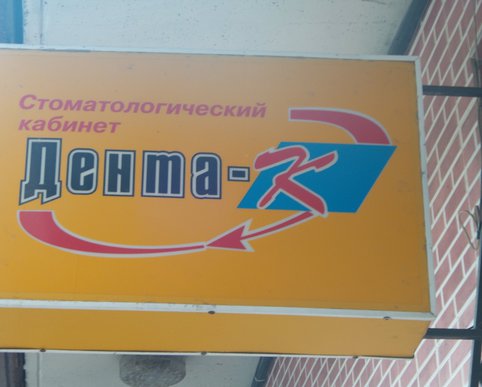 Стоматологический
кабинет
Дента-К